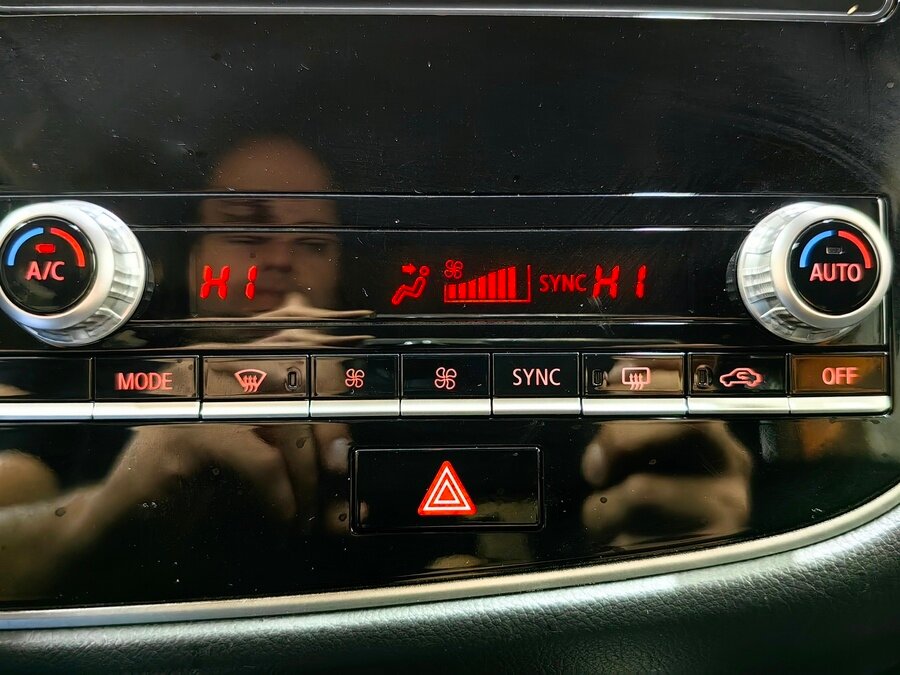 A/C
HI
SYNC
HI
AUTO
MODE
SYNC
OFF